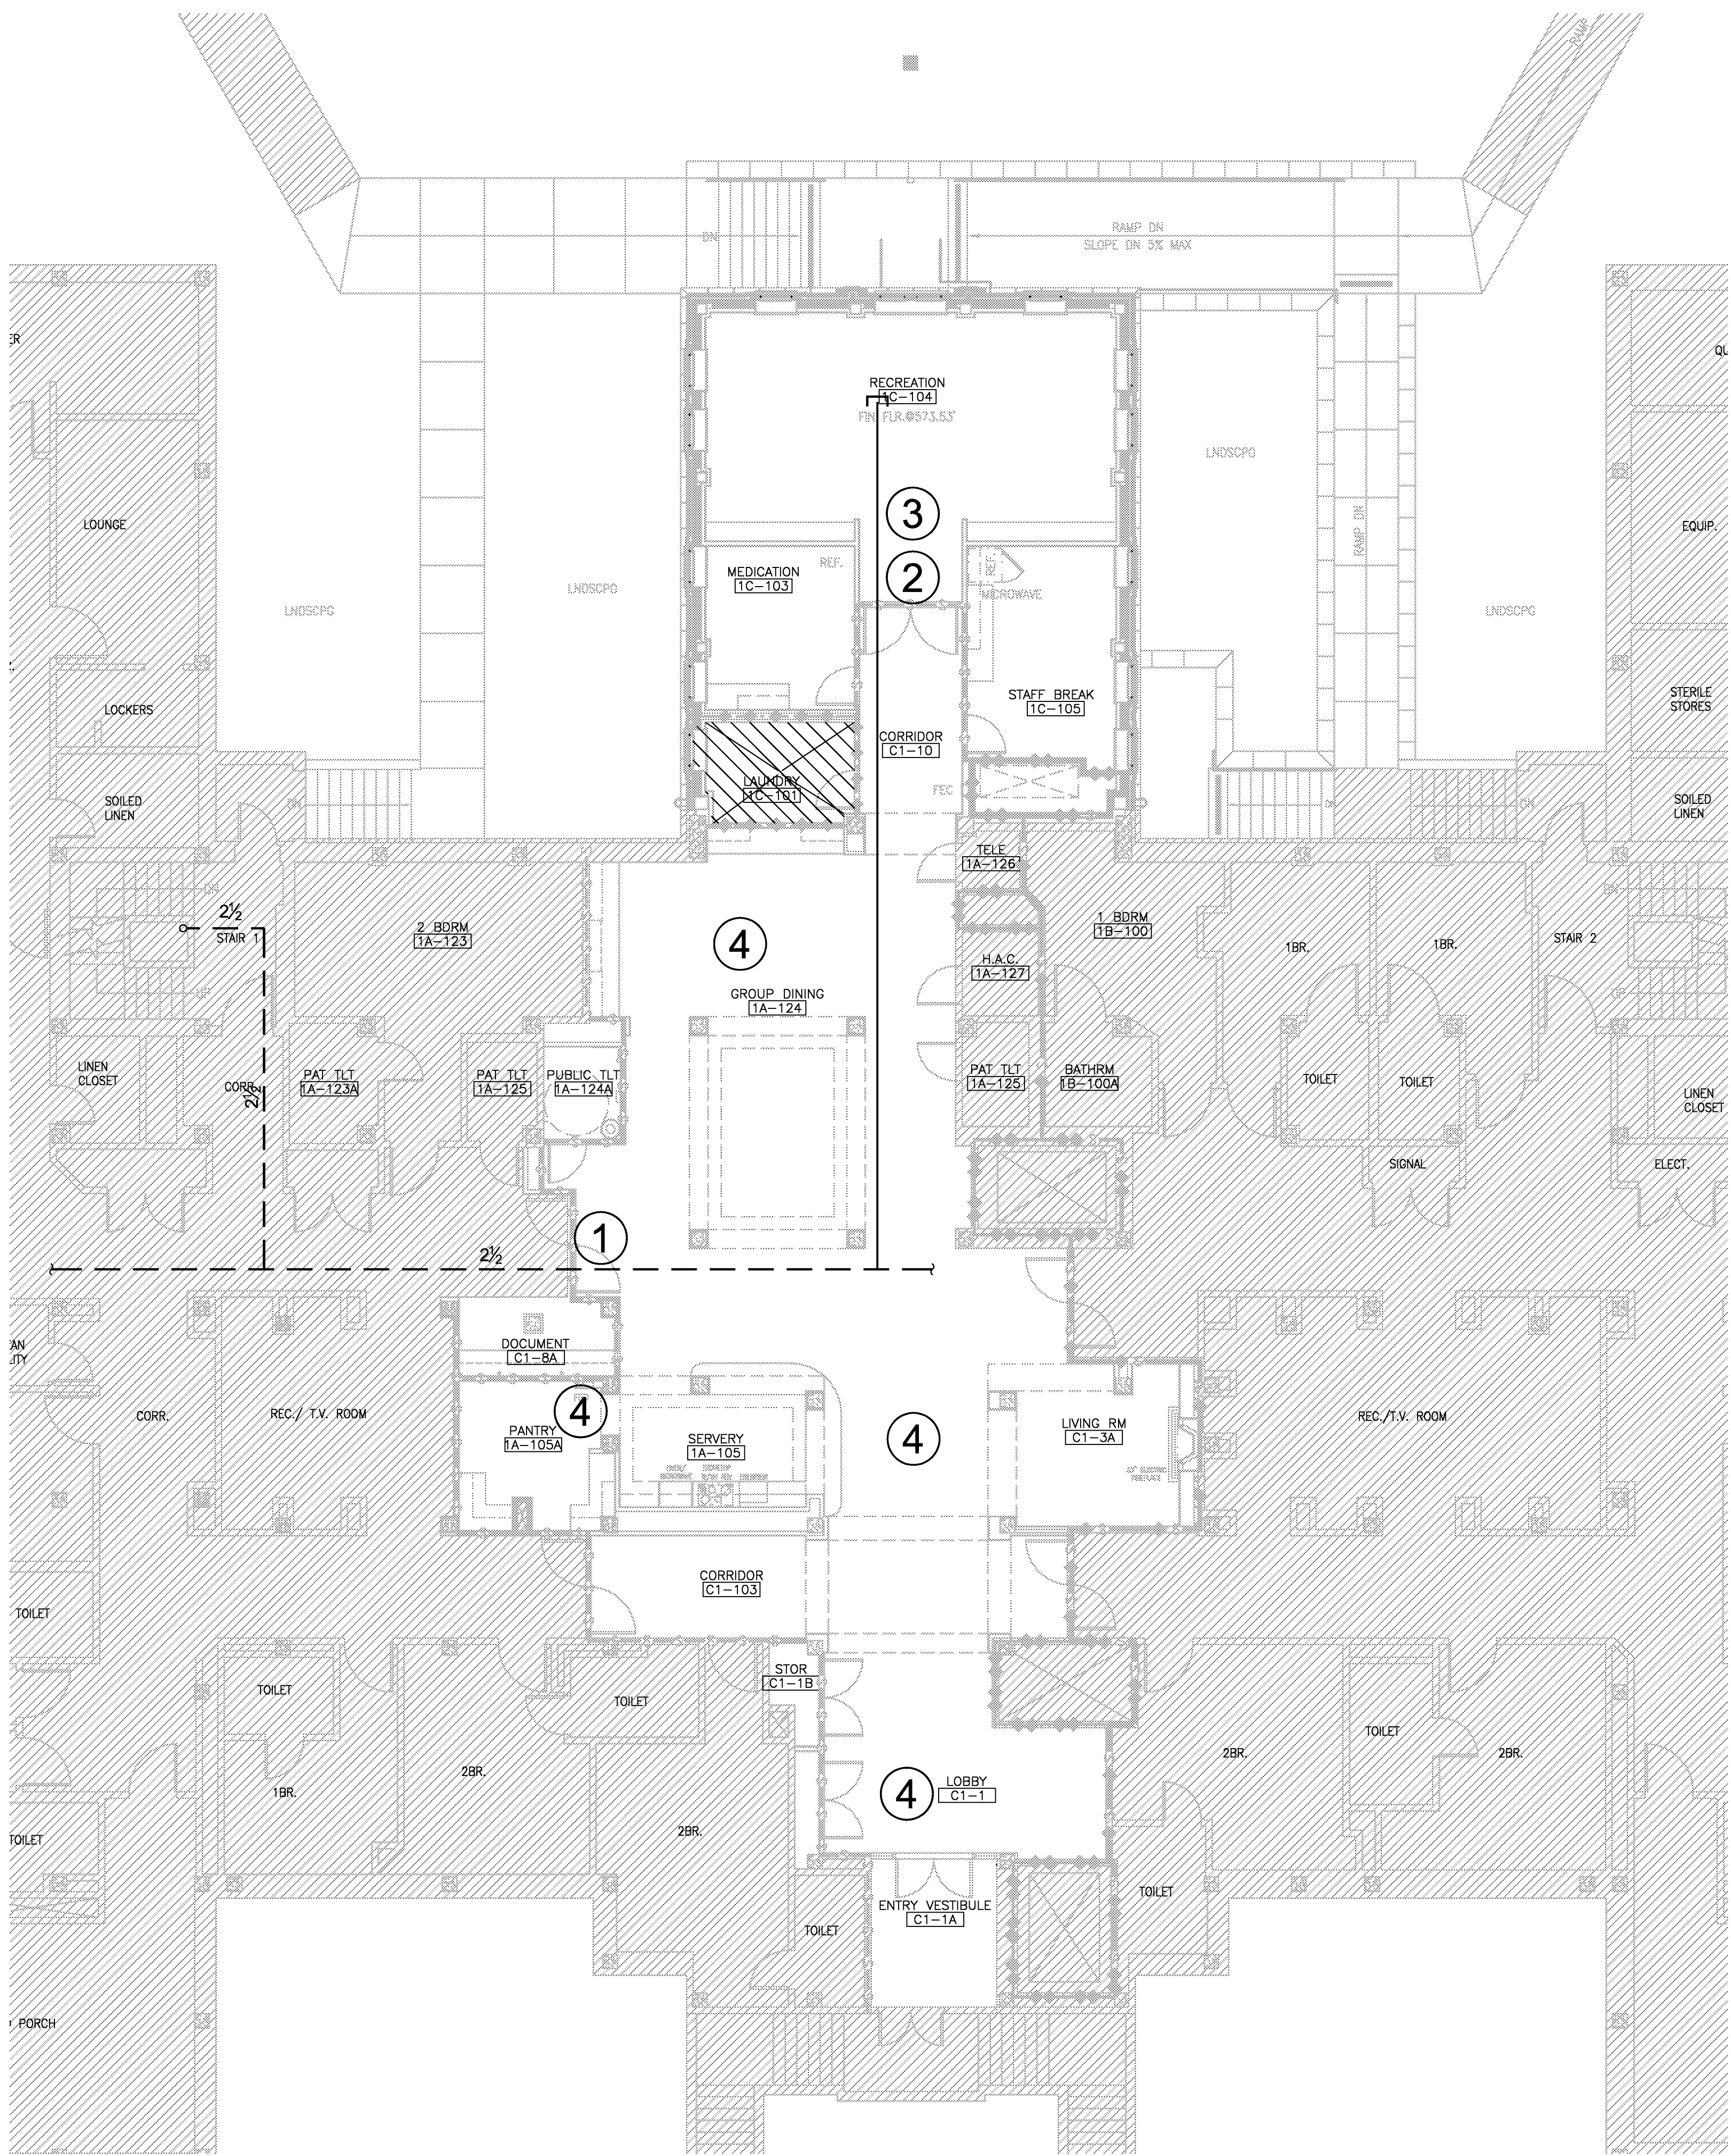 RAMP
RAMP DN
SLOPE DN 5% MAX
DN
RECREATION
1C-104
FIN FLR.@573.53'
LNDSCPG
LOUNGE
EQUIP.
3
2
RAMP DN
MEDICATION
1C-103
REF.
REF.
MICROWAVE
LNDSCPG
LNDSCPG
LNDSCPG
LOCKERS
STAFF BREAK
1C-105
STERILE
STORES
CORRIDOR
C1-10
LAUNDRY
1C-101
FEC
SOILED
LINEN
DN
DN
DN
SOILED
LINEN
TELE
1A-126
DN
DN
2½
STAIR 1
2 BDRM
1A-123
4
1 BDRM
1B-100
1BR.
1BR.
STAIR 2
H.A.C.
1A-127
UP
UP
GROUP DINING
1A-124
LINEN
CLOSET
CORR.
2½
PAT TLT
1A-123A
PAT TLT
1A-125
PUBLIC TLT
1A-124A
PAT TLT
1A-125
BATHRM
1B-100A
TOILET
TOILET
LINEN
CLOSET
SIGNAL
ELECT.
1
2½
DOCUMENT
C1-8A
CORR.
REC./ T.V. ROOM
4
PANTRY
1A-105A
SERVERY
1A-105
4
LIVING RM
C1-3A
REC./T.V. ROOM
CORRIDOR
C1-103
TOILET
STOR
C1-1B
TOILET
TOILET
TOILET
2BR.
1BR.
2BR.
2BR.
2BR.
4
LOBBY
C1-1
TOILET
TOILET
ENTRY VESTIBULE
C1-1A
TOILET
PORCH